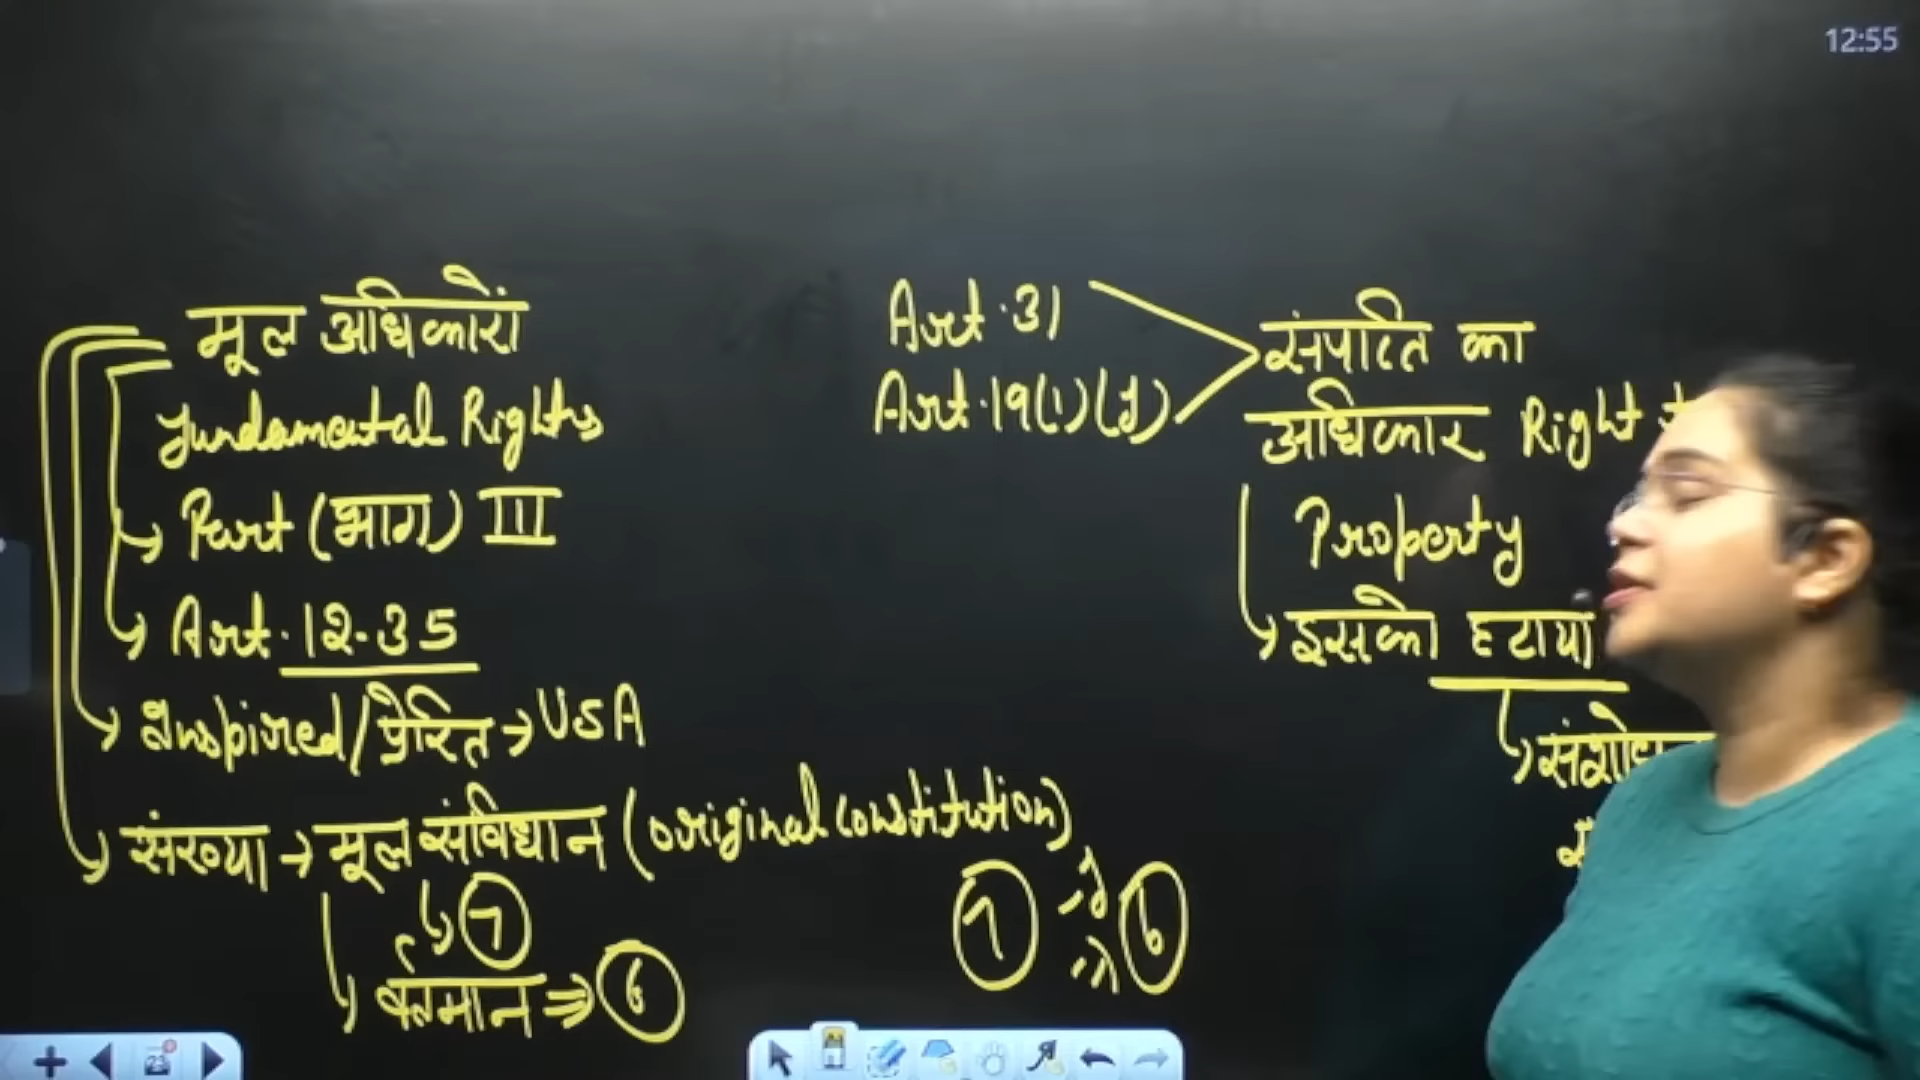 12:55
मूल अधिकारों
Fundamental Rights
Part (भाग) III
Art. 12-35
Inspired/प्रेरित → USA
संख्या → मूल संविधान (original constitution)
7
वर्तमान ⇒ 6
7 → 6
Art. 31
Art. 19(1)(f)
संपत्ति का
अधिकार Right
Property
इसको हटाया
23